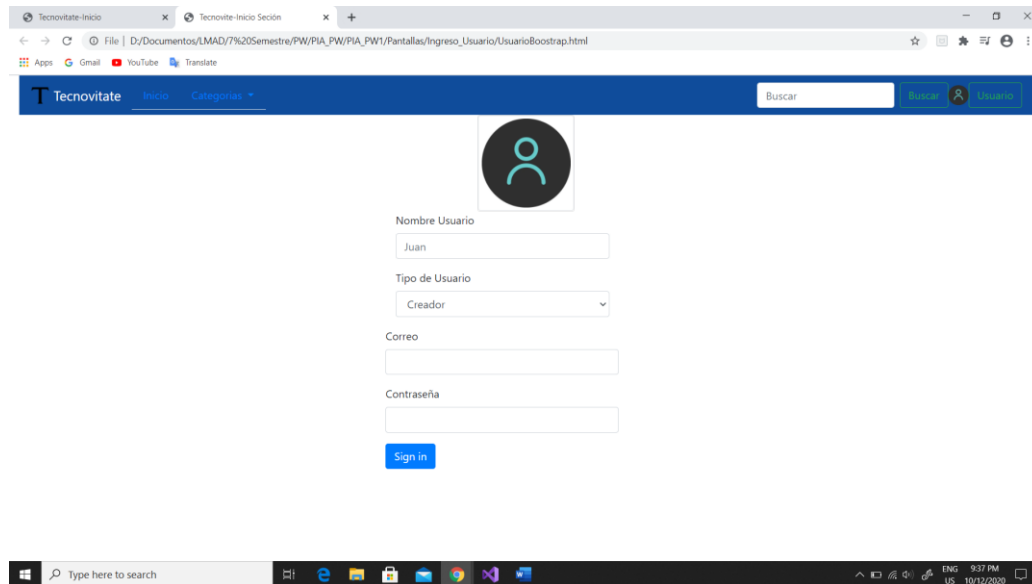 Tecnovitate-Inicio
Tecnovite-Inicio Seción
File | D:/Documentos/LMAD/7%20Semestre/PW/PIA_PW/PIA_PW1/Pantallas/Ingreso_Usuario/UsuarioBoostrap.html
Apps Gmail YouTube Translate
T Tecnovitate Inicio Categorias Buscar Buscar Usuario
Nombre Usuario
Juan
Tipo de Usuario
Creador
Correo
Contraseña
Sign in
Type here to search
ENG 9:37 PM
US 10/12/2020